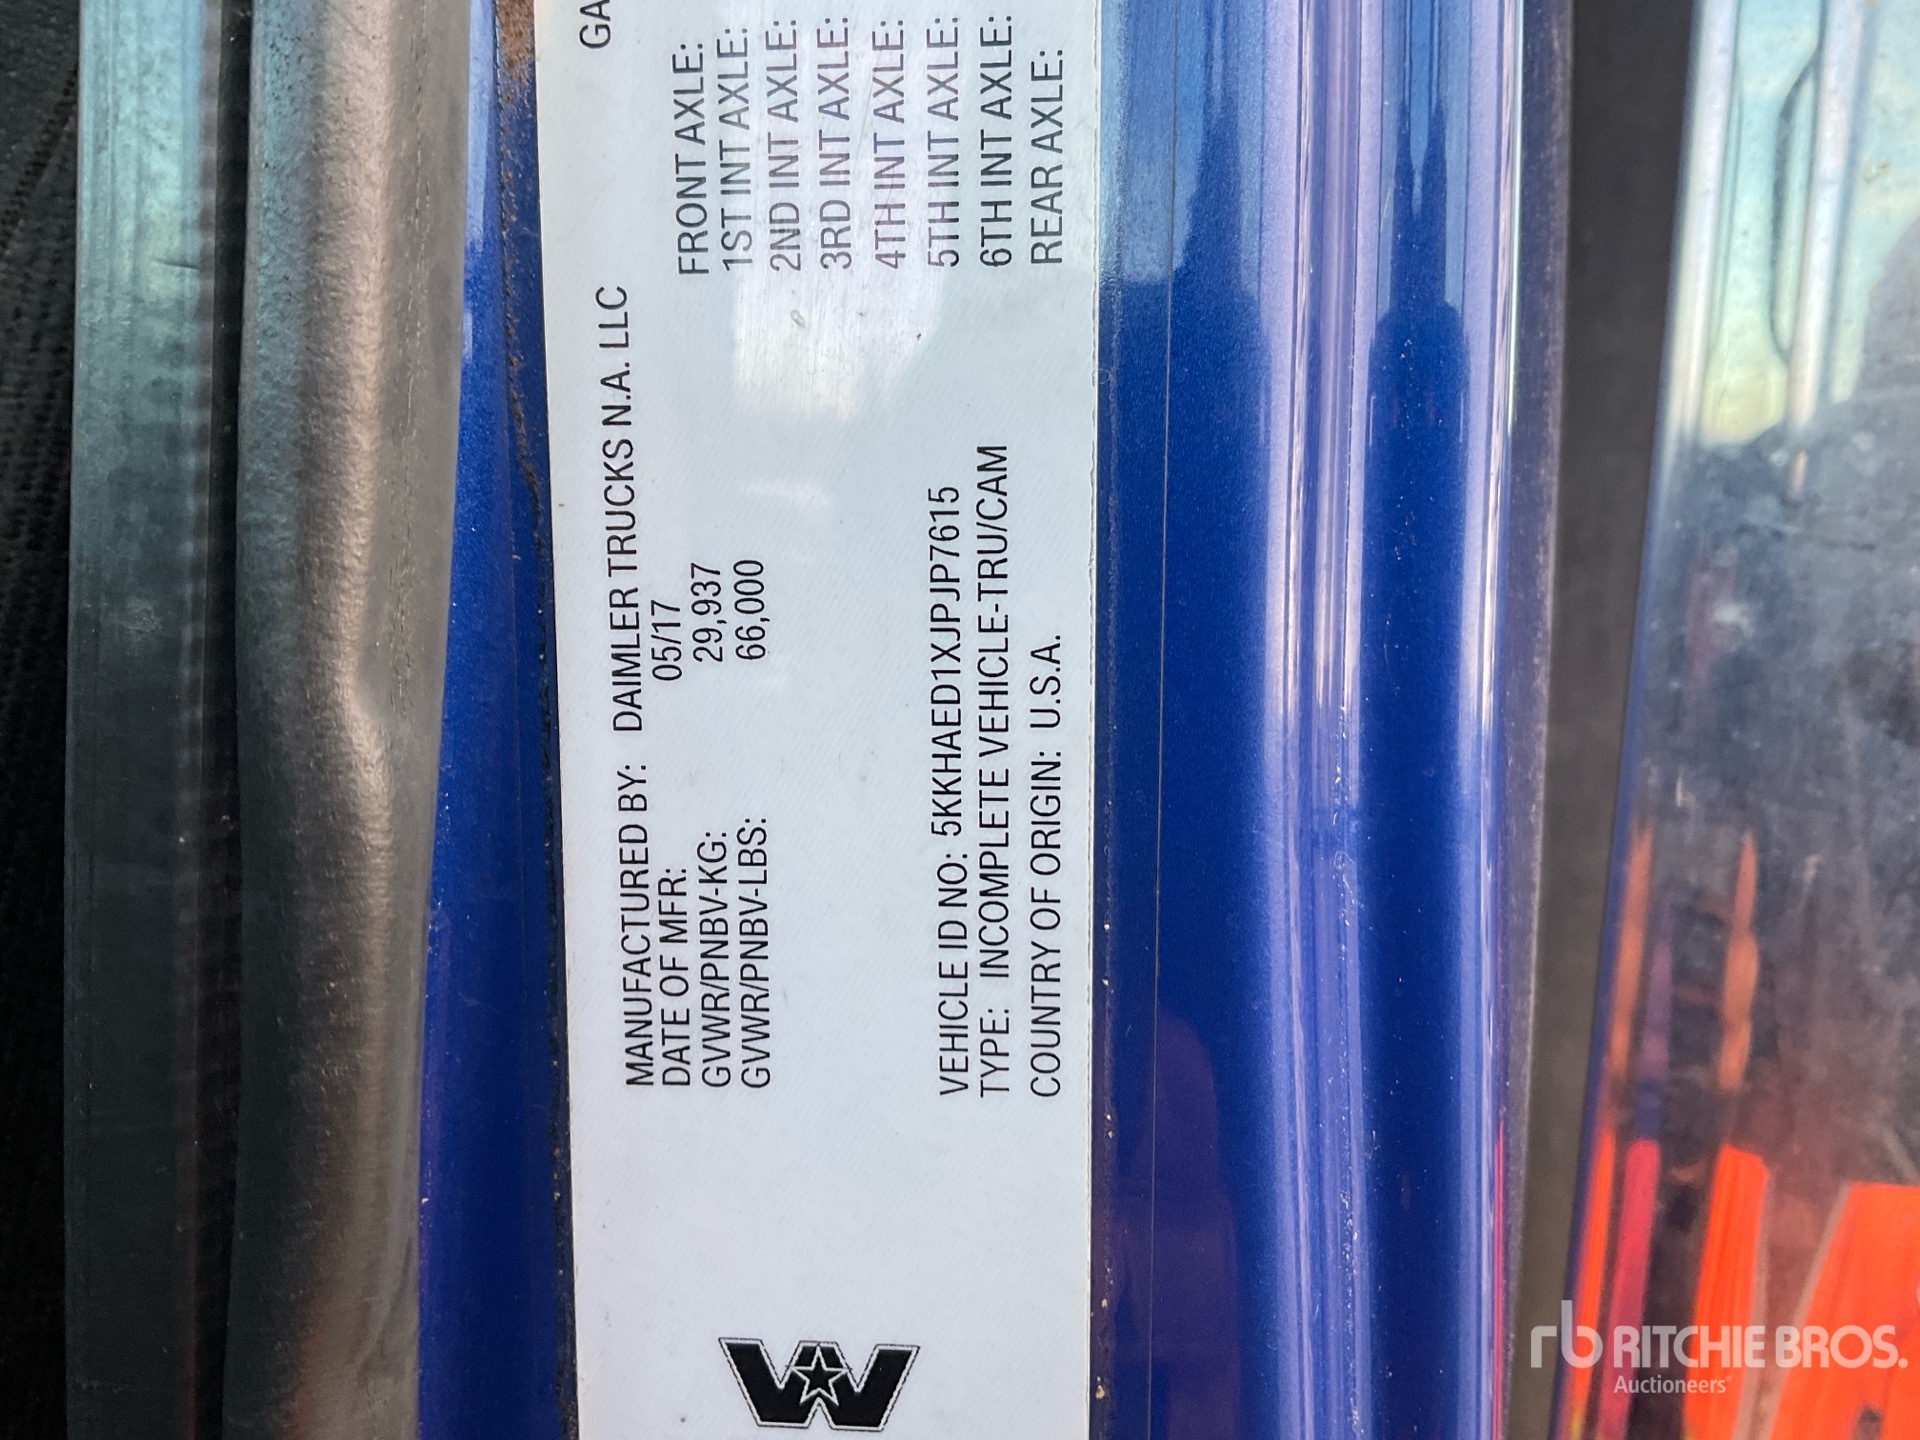 MANUFACTURED BY: DAIMLER TRUCKS N.A. LLC
DATE OF MFR: 05/17
GVWR/PNBV-KG: 29,937
GVWR/PNBV-LBS: 66,000
VEHICLE ID NO: 5KKHAED1XJPJP7615
TYPE: INCOMPLETE VEHICLE-TRU/CAM
COUNTRY OF ORIGIN: U.S.A.
GA
FRONT AXLE:
1ST INT AXLE:
2ND INT AXLE:
3RD INT AXLE:
4TH INT AXLE:
5TH INT AXLE:
6TH INT AXLE:
REAR AXLE:
rb RITCHIE BROS.
Auctioneers